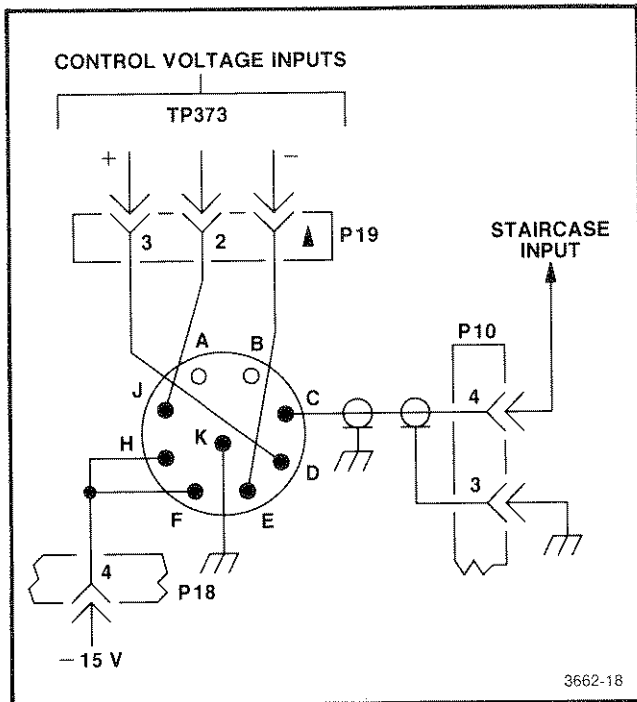 CONTROL VOLTAGE INPUTS
TP373
+ −
3 2 P19
STAIRCASE
INPUT
P10
A B
J C 4
H K D
3
F E
4
P18
− 15 V
3662-18